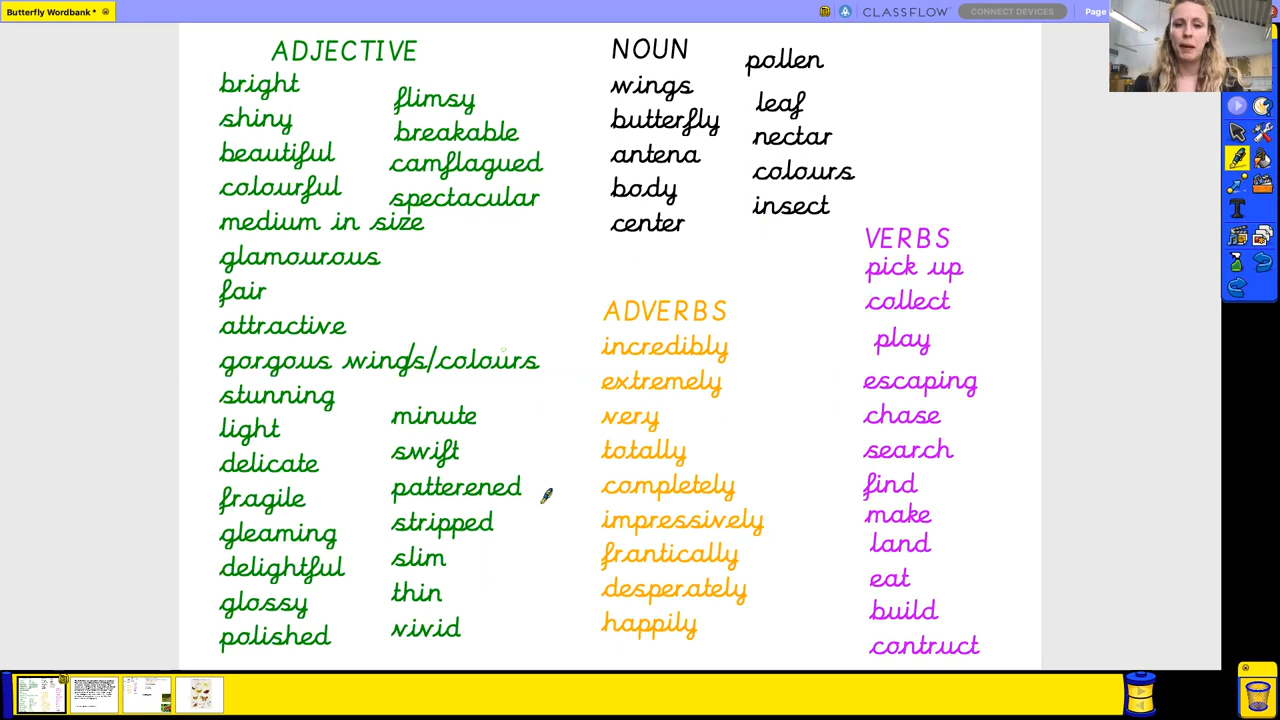 Butterfly Wordbank *
CLASSFLOW
CONNECT DEVICES
Page
ADJECTIVE
bright
shiny
beautiful
colourful
medium in size
glamourous
fair
attractive
gorgous wings/colours
stunning
light
delicate
fragile
gleaming
delightful
glossy
polished
flimsy
breakable
camflagued
spectacular
minute
swift
patterened
stripped
slim
thin
vivid
NOUN
wings
butterfly
antena
body
center
pollen
leaf
nectar
colours
insect
ADVERBS
incredibly
extremely
very
totally
completely
impressively
frantically
desperately
happily
VERBS
pick up
collect
play
escaping
chase
search
find
make
land
eat
build
contruct